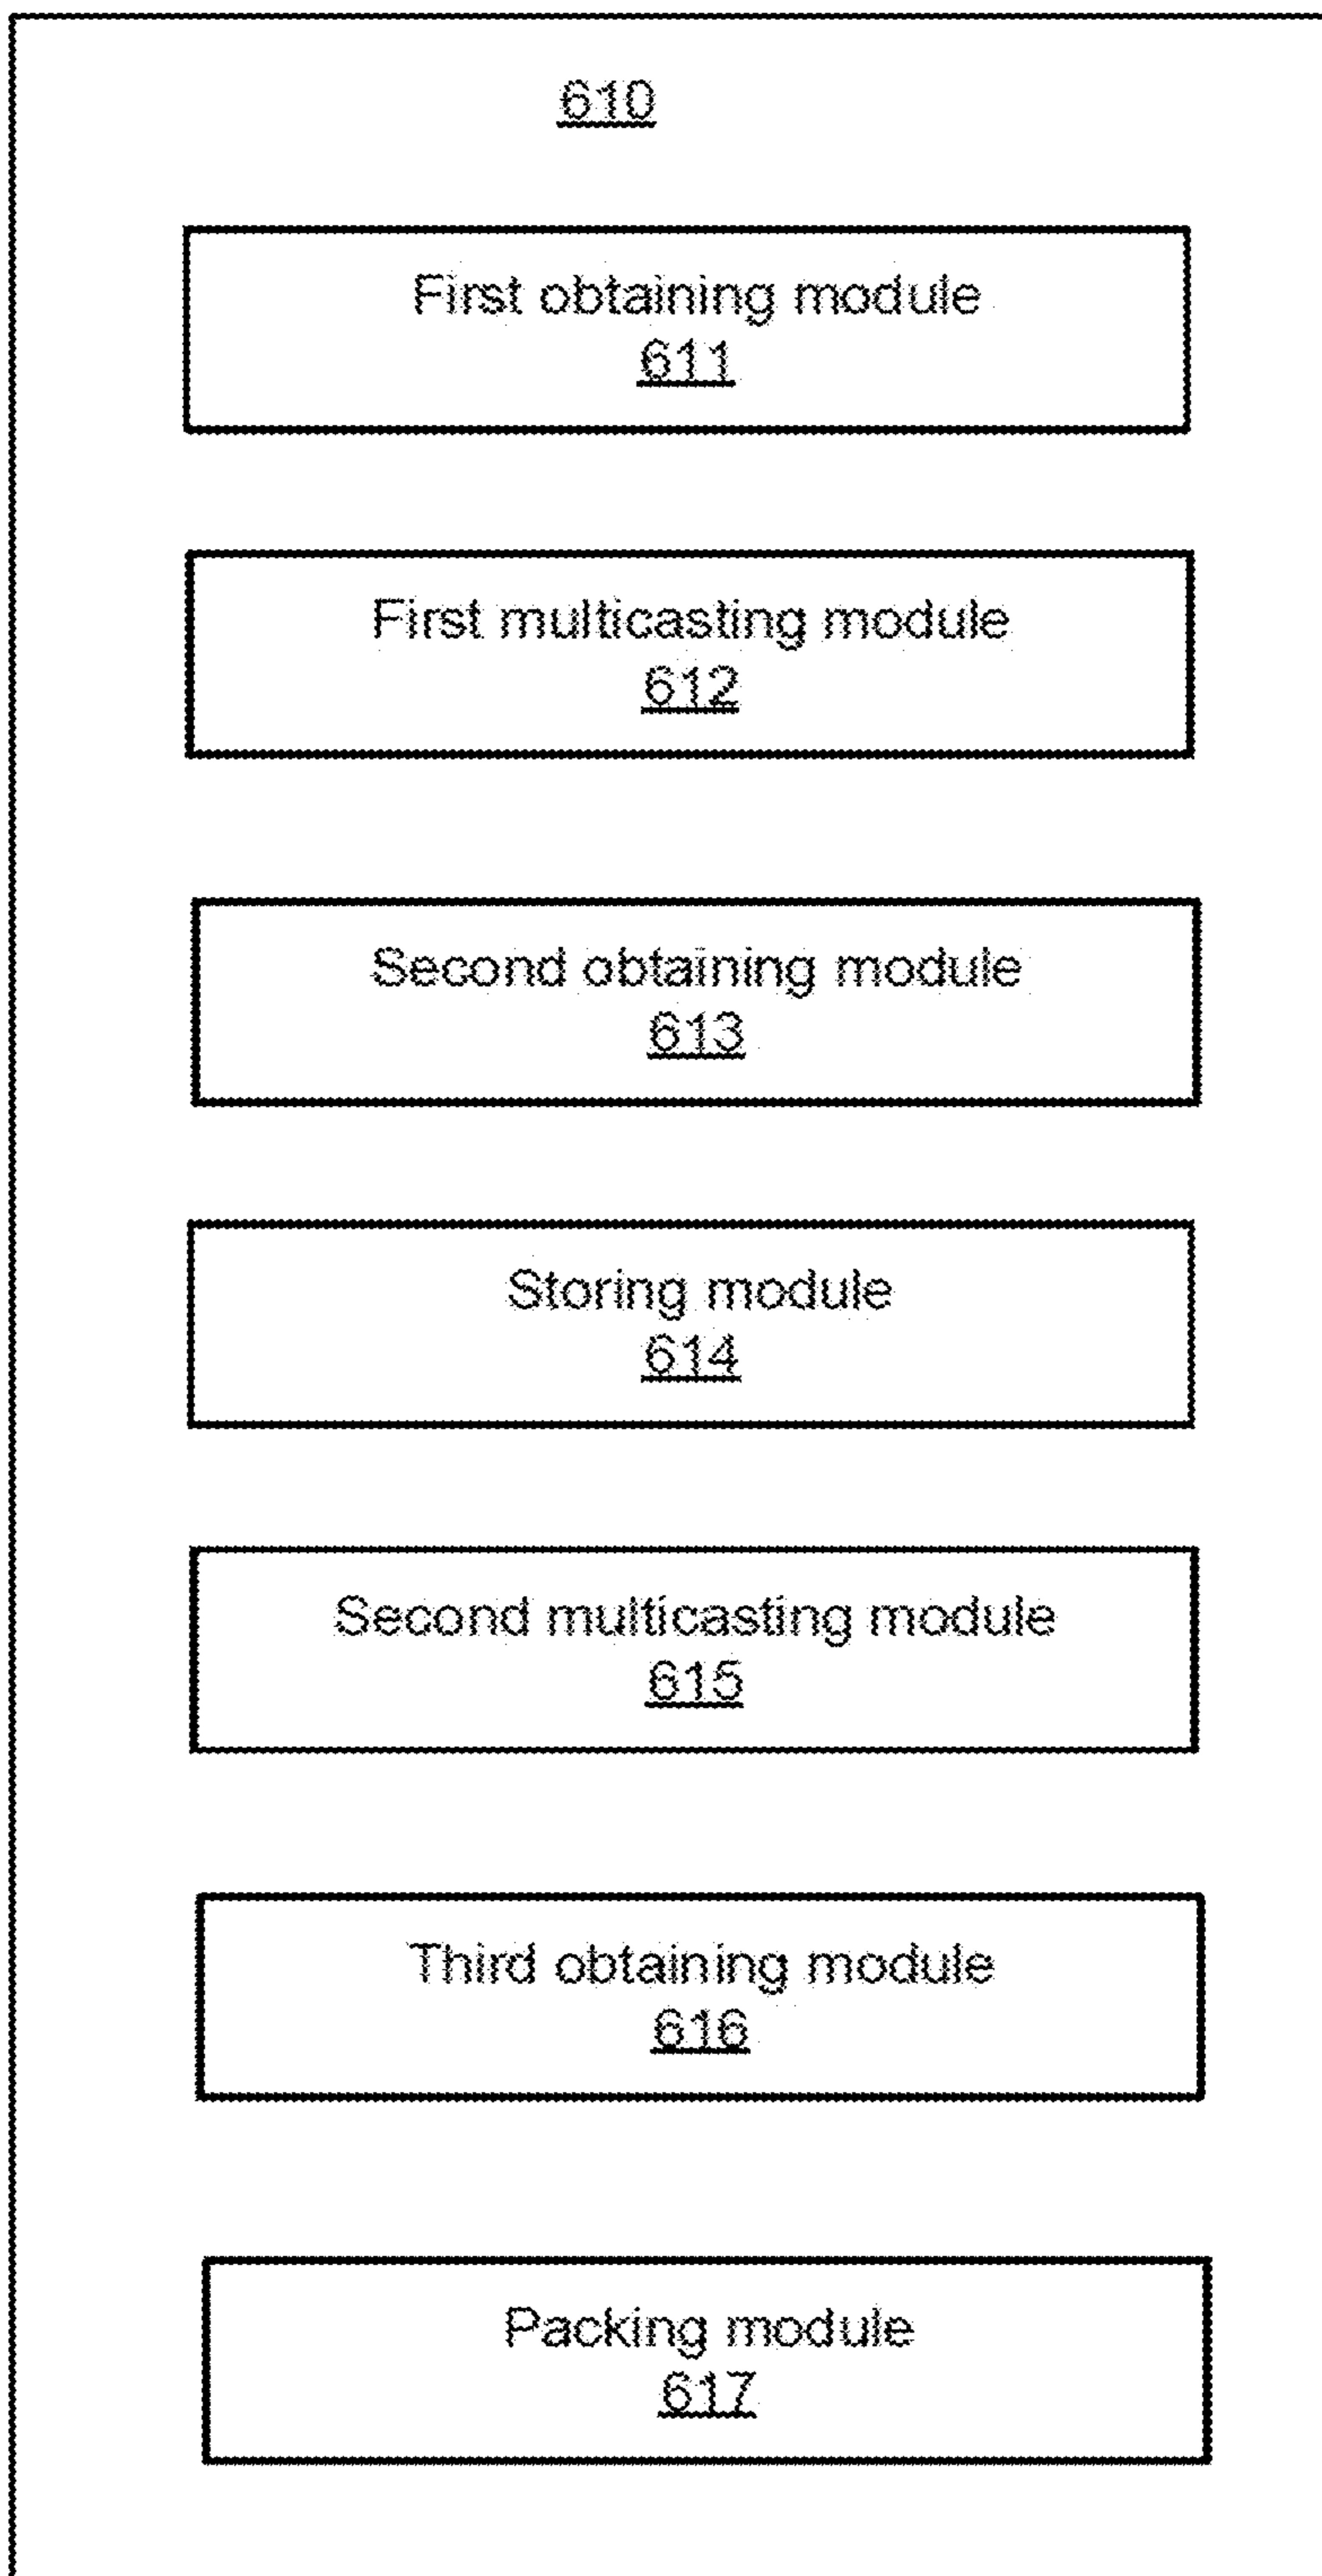 610
First obtaining module
611
First multicasting module
612
Second obtaining module
613
Storing module
614
Second multicasting module
615
Third obtaining module
616
Packing module
617